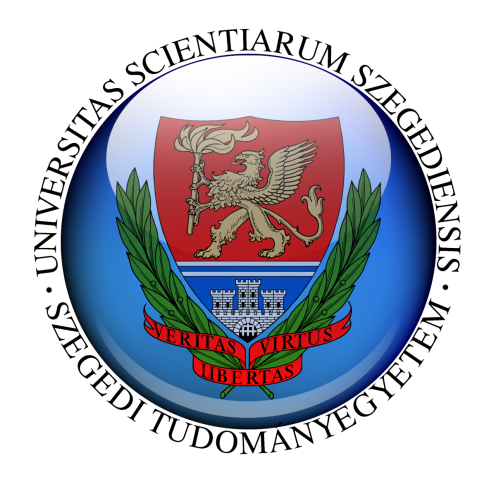 · UNIVERSITAS SCIENTIARUM SZEGEDIENSIS ·
SZEGEDI TUDOMÁNYEGYETEM
VERITAS VIRTUS
LIBERTAS